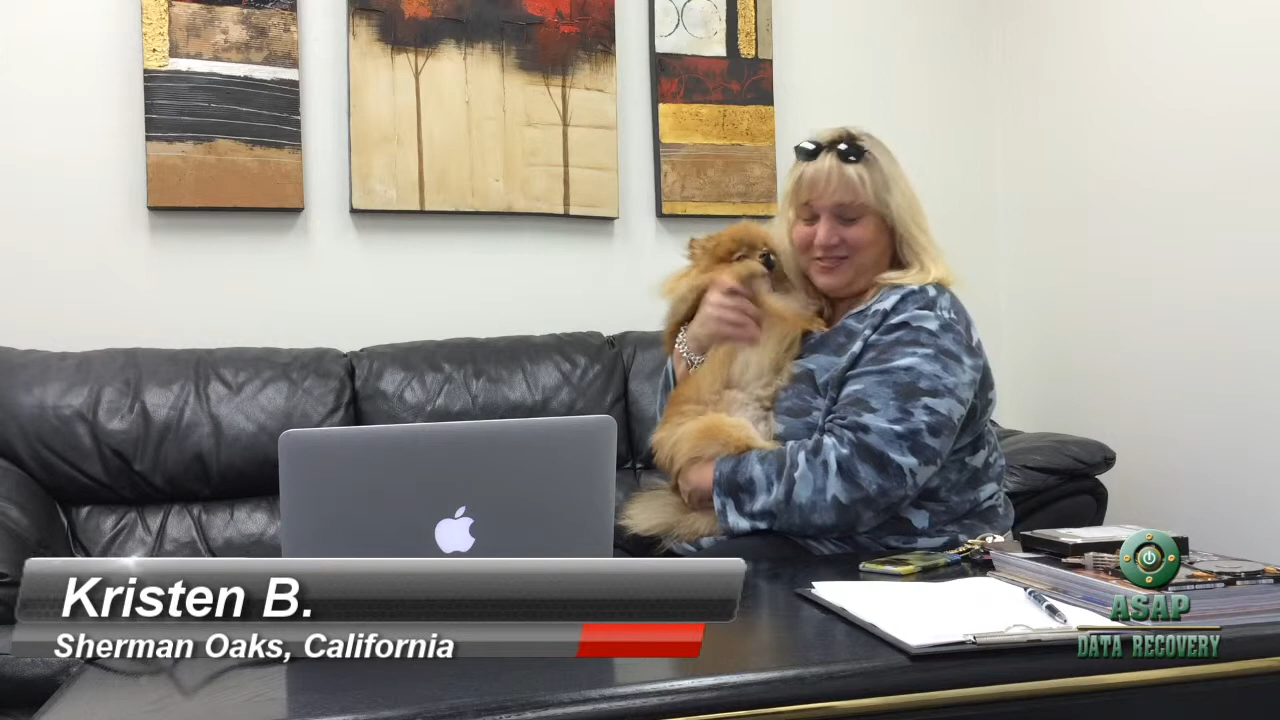 Kristen B.
Sherman Oaks, California
ASAP
DATA RECOVERY